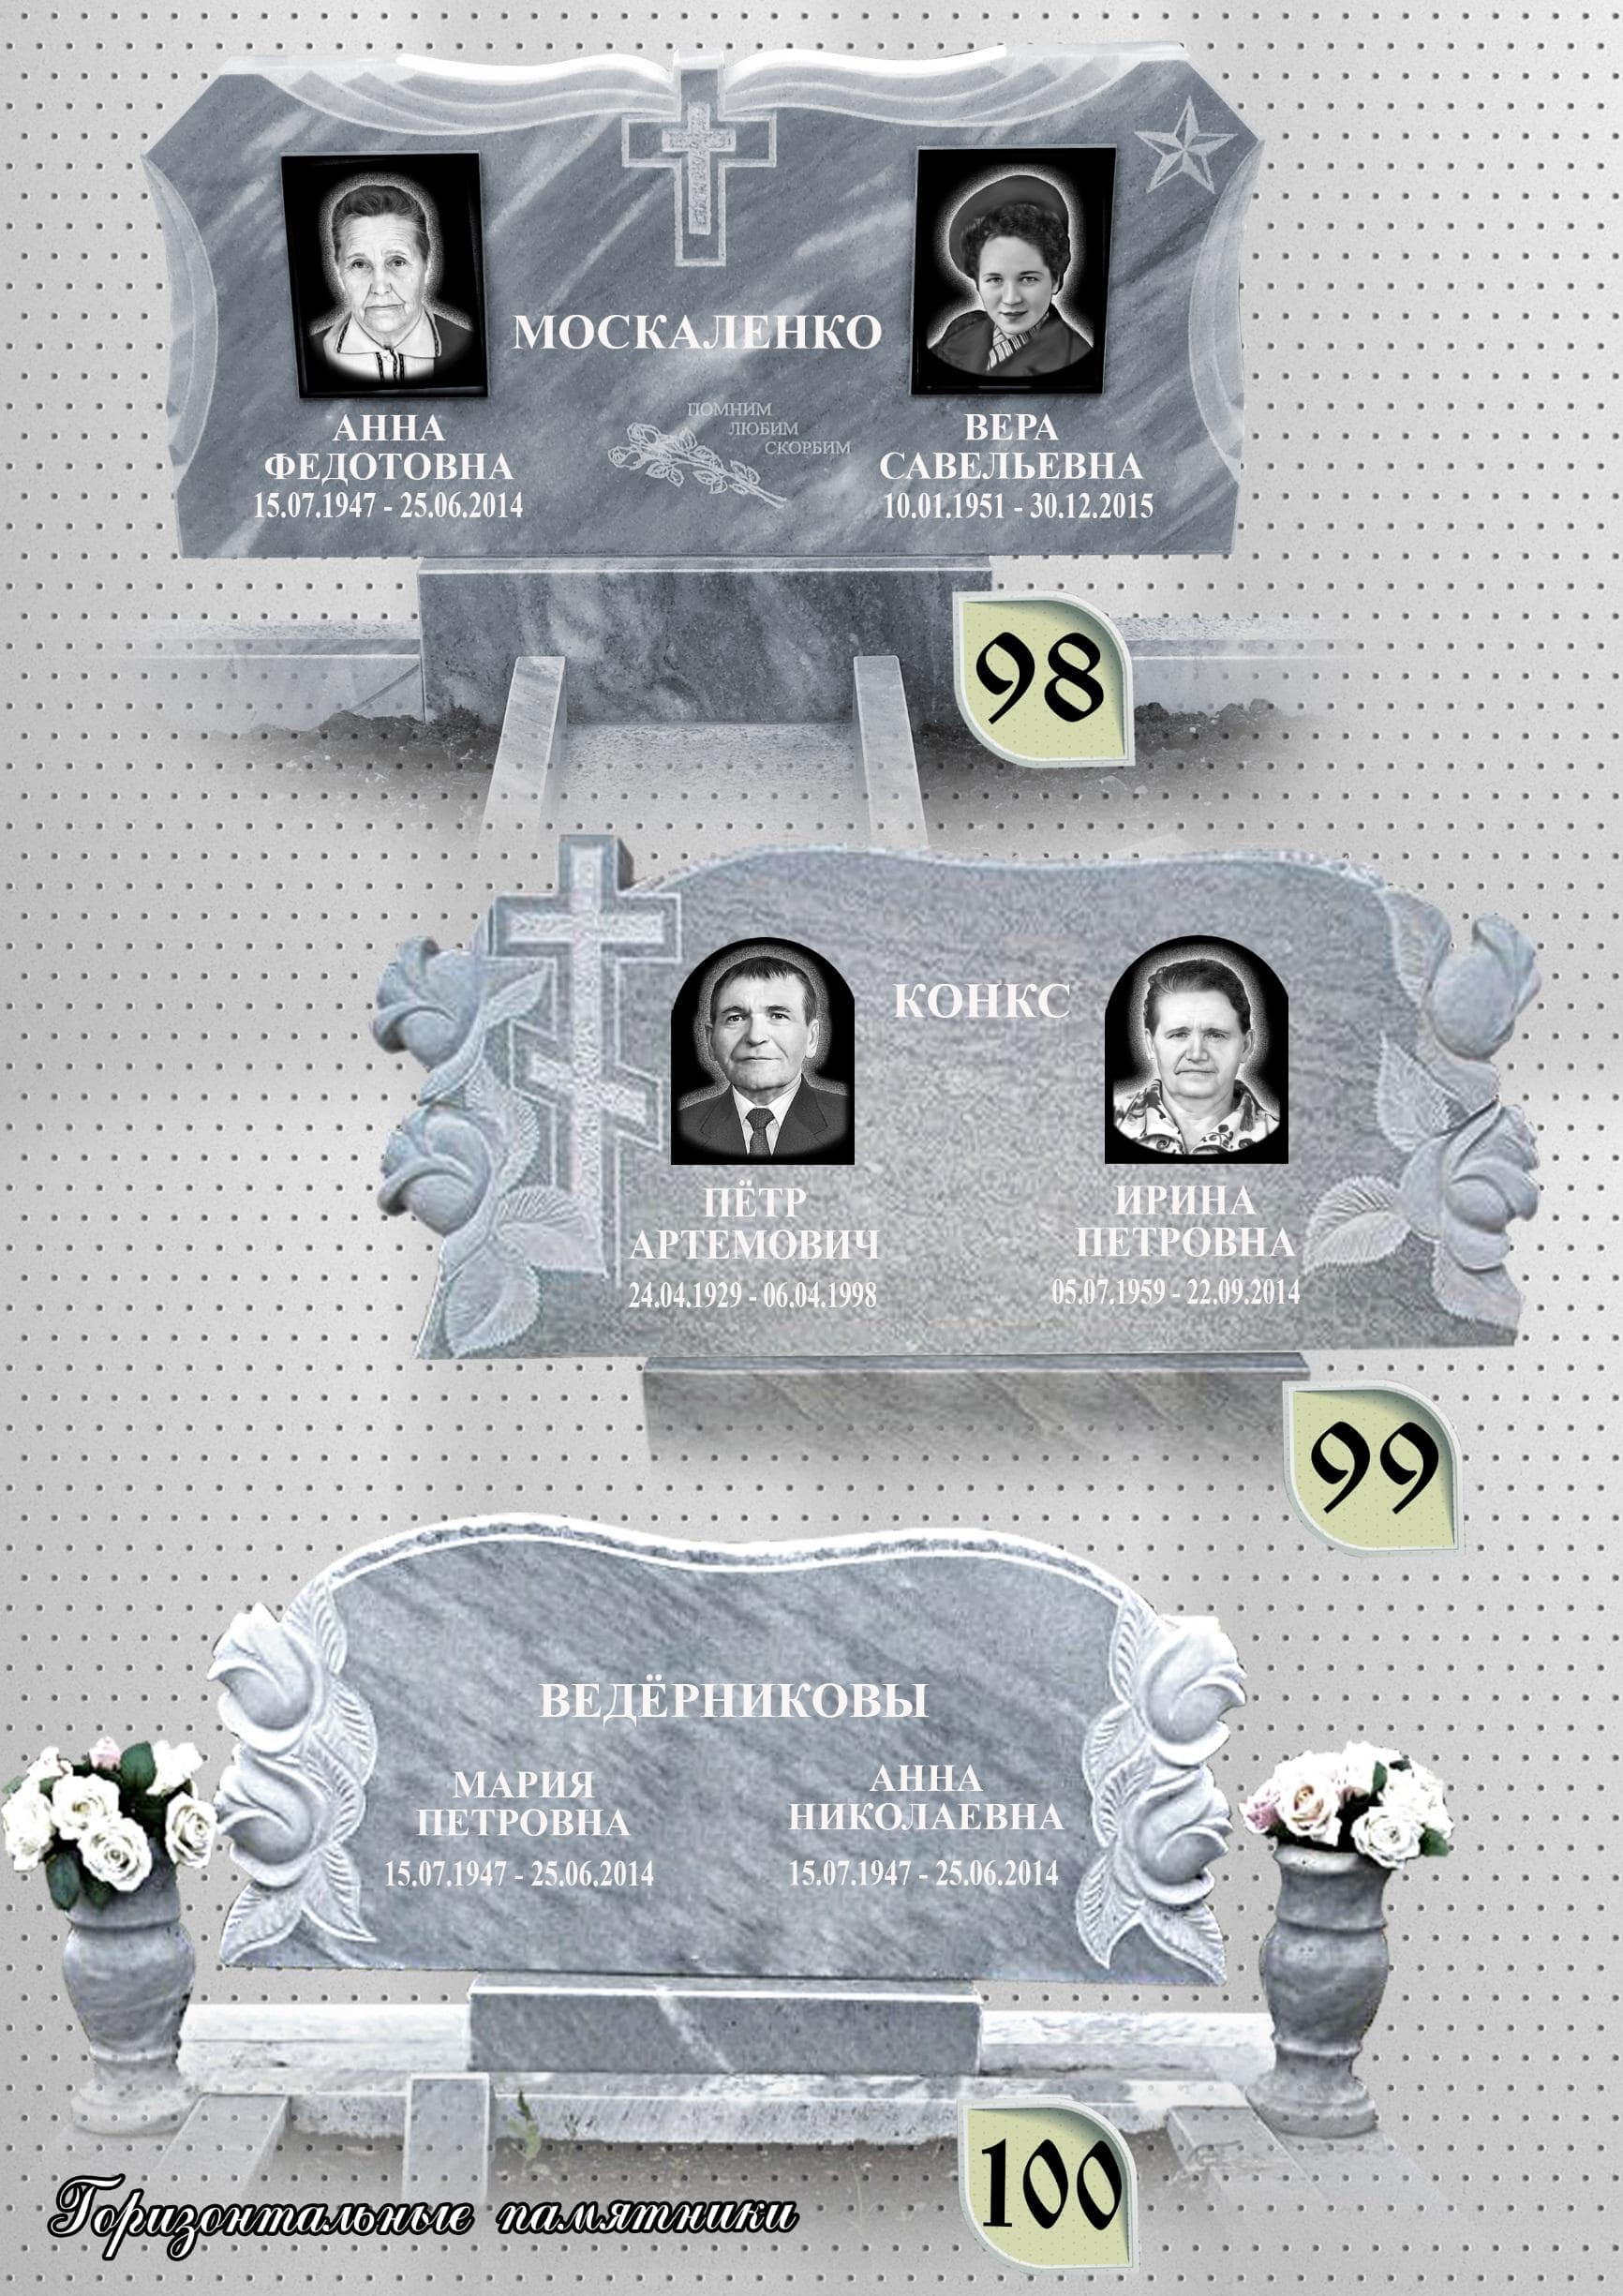 МОСКАЛЕНКО
ПОМНИМ
ЛЮБИМ
СКОРБИМ
АННА
ФЕДОТОВНА
15.07.1947 - 25.06.2014
ВЕРА
САВЕЛЬЕВНА
10.01.1951 - 30.12.2015
98
КОНКС
ПЁТР
АРТЕМОВИЧ
24.04.1929 - 06.04.1998
ИРИНА
ПЕТРОВНА
05.07.1959 - 22.09.2014
99
ВЕДЁРНИКОВЫ
МАРИЯ
ПЕТРОВНА
15.07.1947 - 25.06.2014
АННА
НИКОЛАЕВНА
15.07.1947 - 25.06.2014
100
Горизонтальные памятники